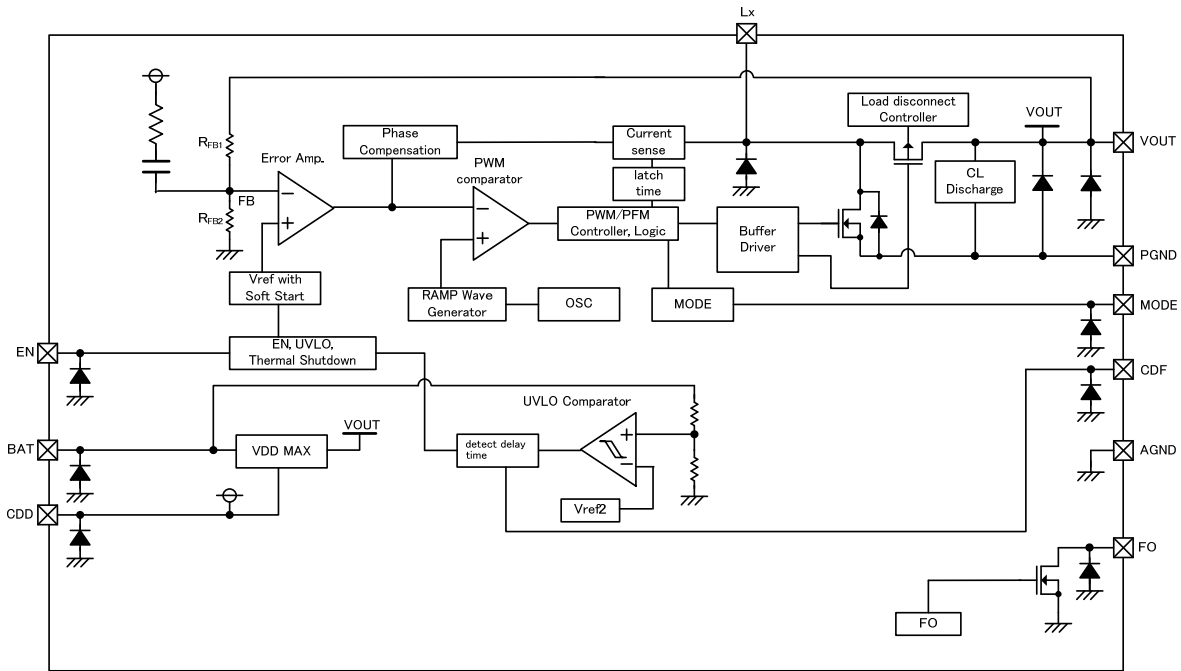 Lx
Load disconnect
Controller
VOUT
VOUT
RFB1
Phase
Compensation
Current
sense
Error Amp.
PWM
comparator
latch
time
CL
Discharge
FB
RFB2
PWM/PFM
Controller, Logic
Buffer
Driver
PGND
Vref with
Soft Start
RAMP Wave
Generator
OSC
MODE
MODE
EN
EN, UVLO,
Thermal Shutdown
CDF
UVLO Comparator
VOUT
BAT
VDD MAX
detect delay
time
AGND
Vref2
CDD
FO
FO